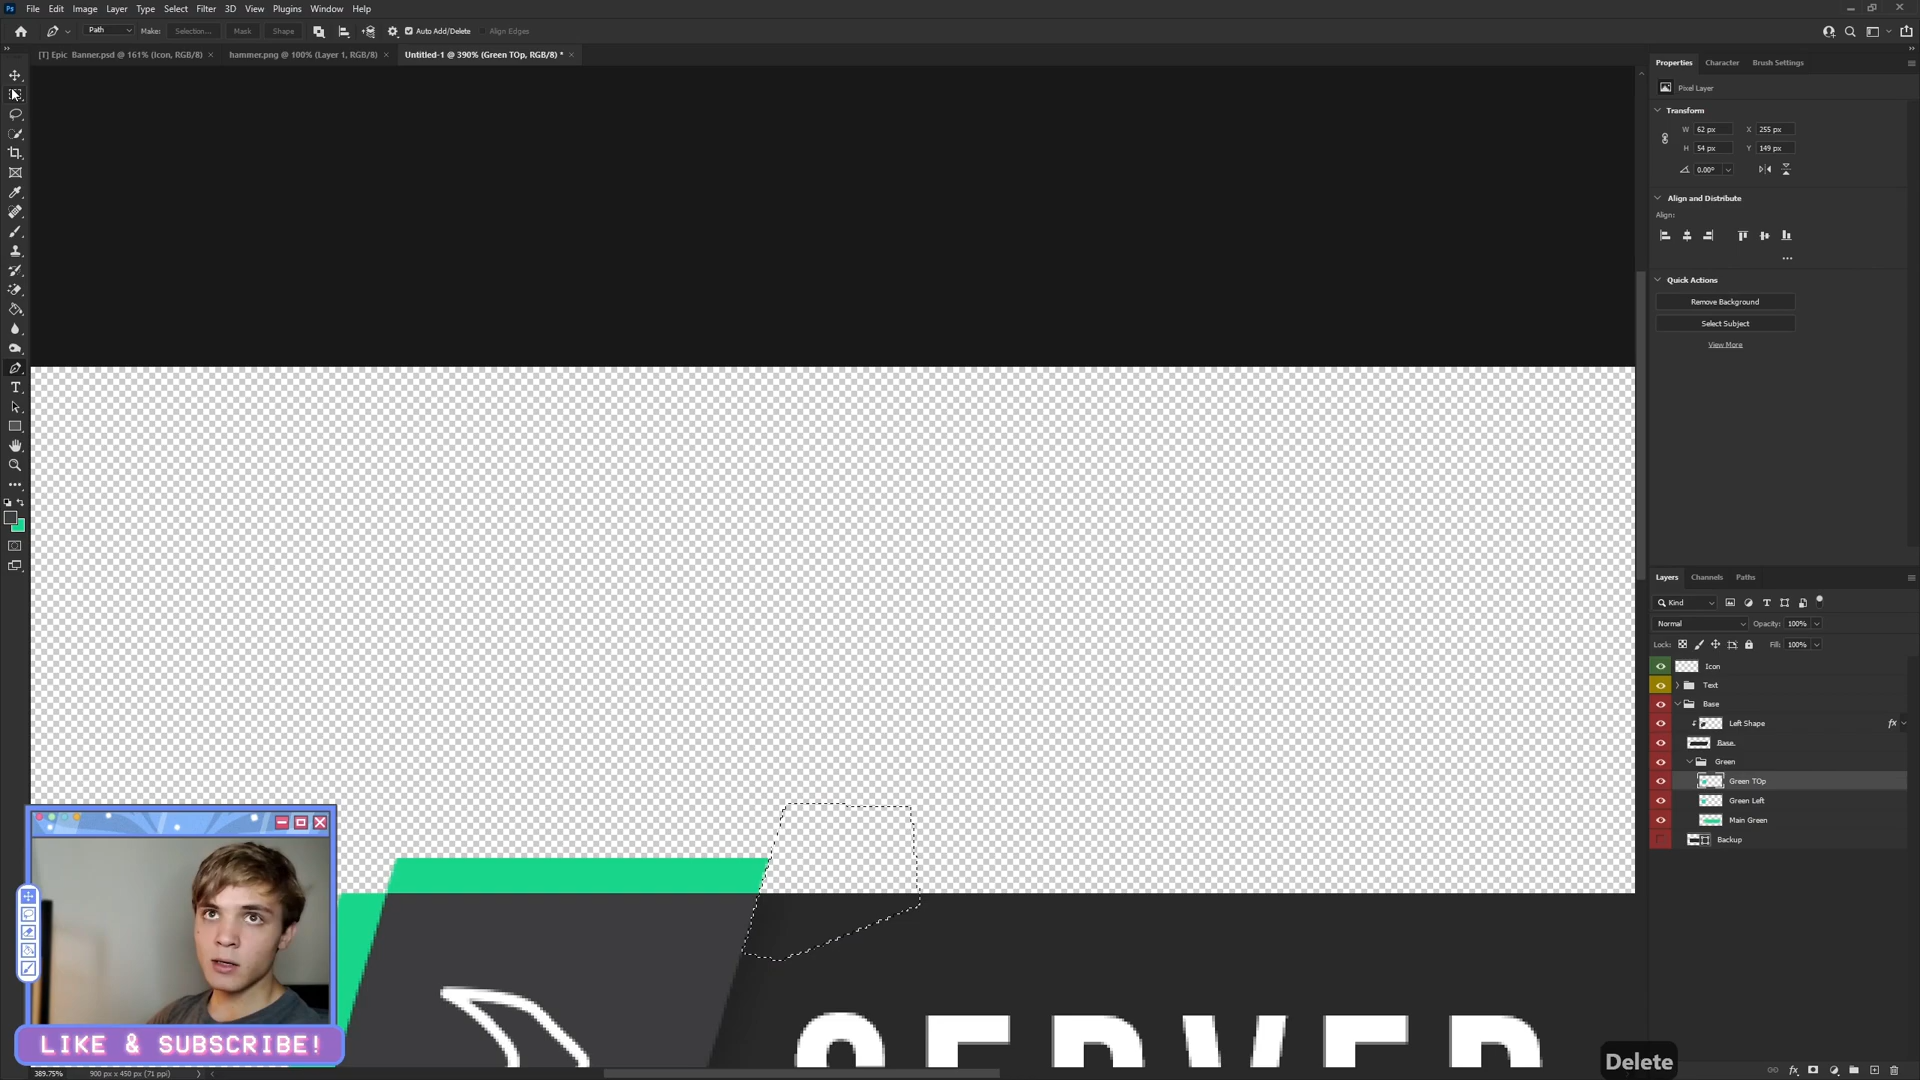 File Edit Image Layer Type Select Filter 3D View Plugins Window Help
Path Make: Selection... Mask Shape Auto Add/Delete Align Edges
[T] Epic Banner.psd @ 161% (Icon, RGB/8) hammer.png @ 100% (Layer 1, RGB/8) Untitled-1 @ 390% (Green TOp, RGB/8) *
Properties Character Brush Settings
Pixel Layer
Transform
W 62 px X 255 px
H 54 px Y 149 px
0.00°
Align and Distribute
Align:
Quick Actions
Remove Background
Select Subject
View More
Layers Channels Paths
Kind
Normal Opacity: 100%
Lock: Fill: 100%
Icon
Text
Base
Left Shape fx
Base
Green
Green TOp
Green Left
Main Green
Backup
SERVER
LIKE & SUBSCRIBE!
Delete
389.75% 900 px x 450 px (71 ppi)